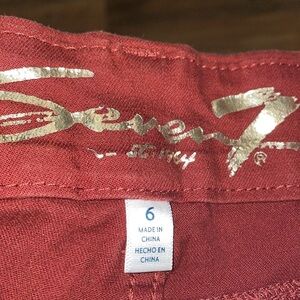 Seven7
®
6
MADE IN
CHINA
HECHO EN
CHINA